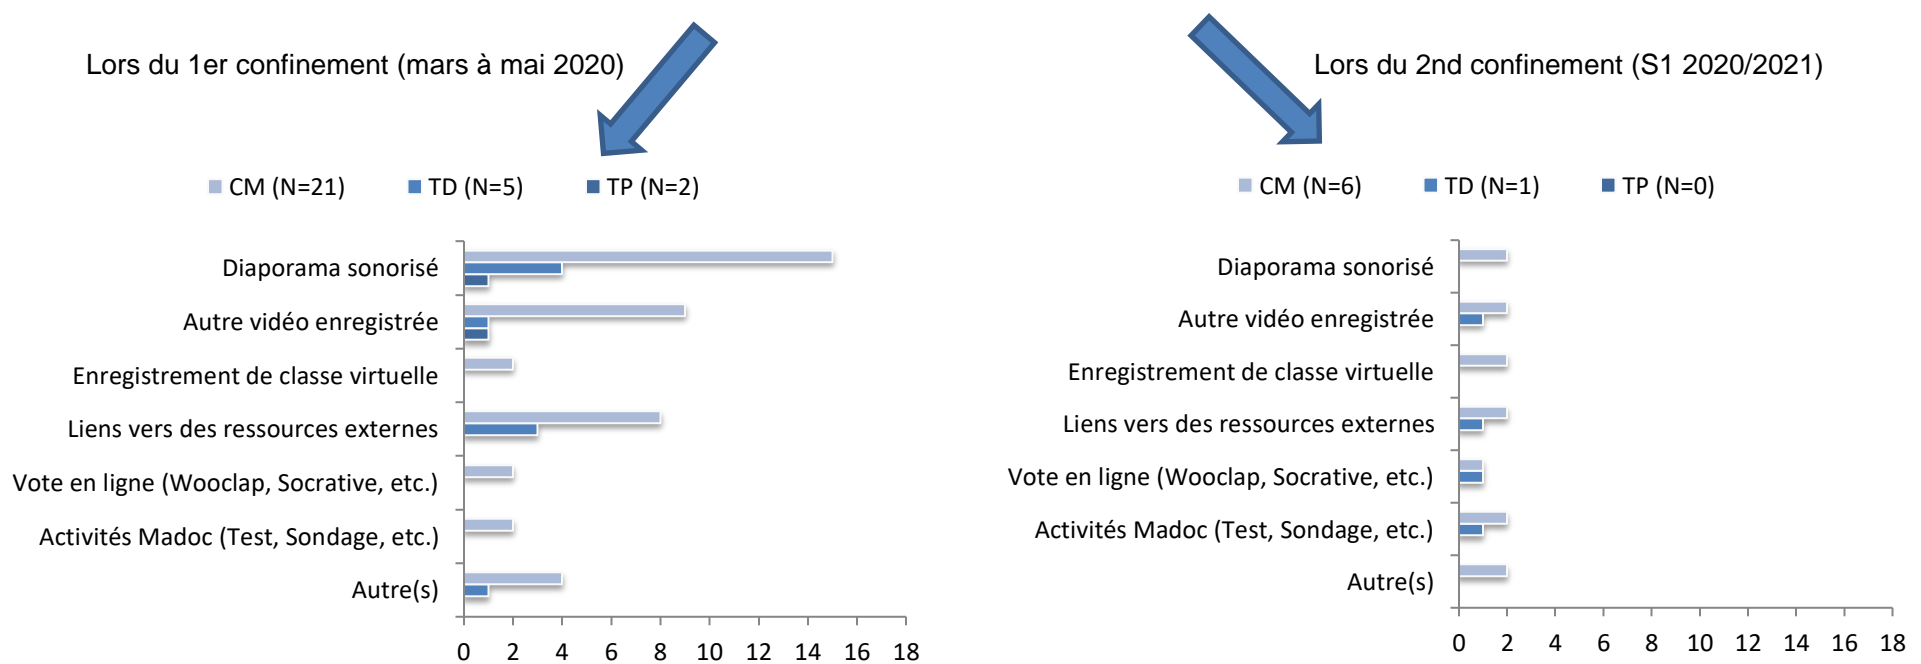 Lors du 1er confinement (mars à mai 2020)
CM (N=21) TD (N=5) TP (N=2)
Diaporama sonorisé
Autre vidéo enregistrée
Enregistrement de classe virtuelle
Liens vers des ressources externes
Vote en ligne (Wooclap, Socrative, etc.)
Activités Madoc (Test, Sondage, etc.)
Autre(s)
0 2 4 6 8 10 12 14 16 18
Lors du 2nd confinement (S1 2020/2021)
CM (N=6) TD (N=1) TP (N=0)
Diaporama sonorisé
Autre vidéo enregistrée
Enregistrement de classe virtuelle
Liens vers des ressources externes
Vote en ligne (Wooclap, Socrative, etc.)
Activités Madoc (Test, Sondage, etc.)
Autre(s)
0 2 4 6 8 10 12 14 16 18